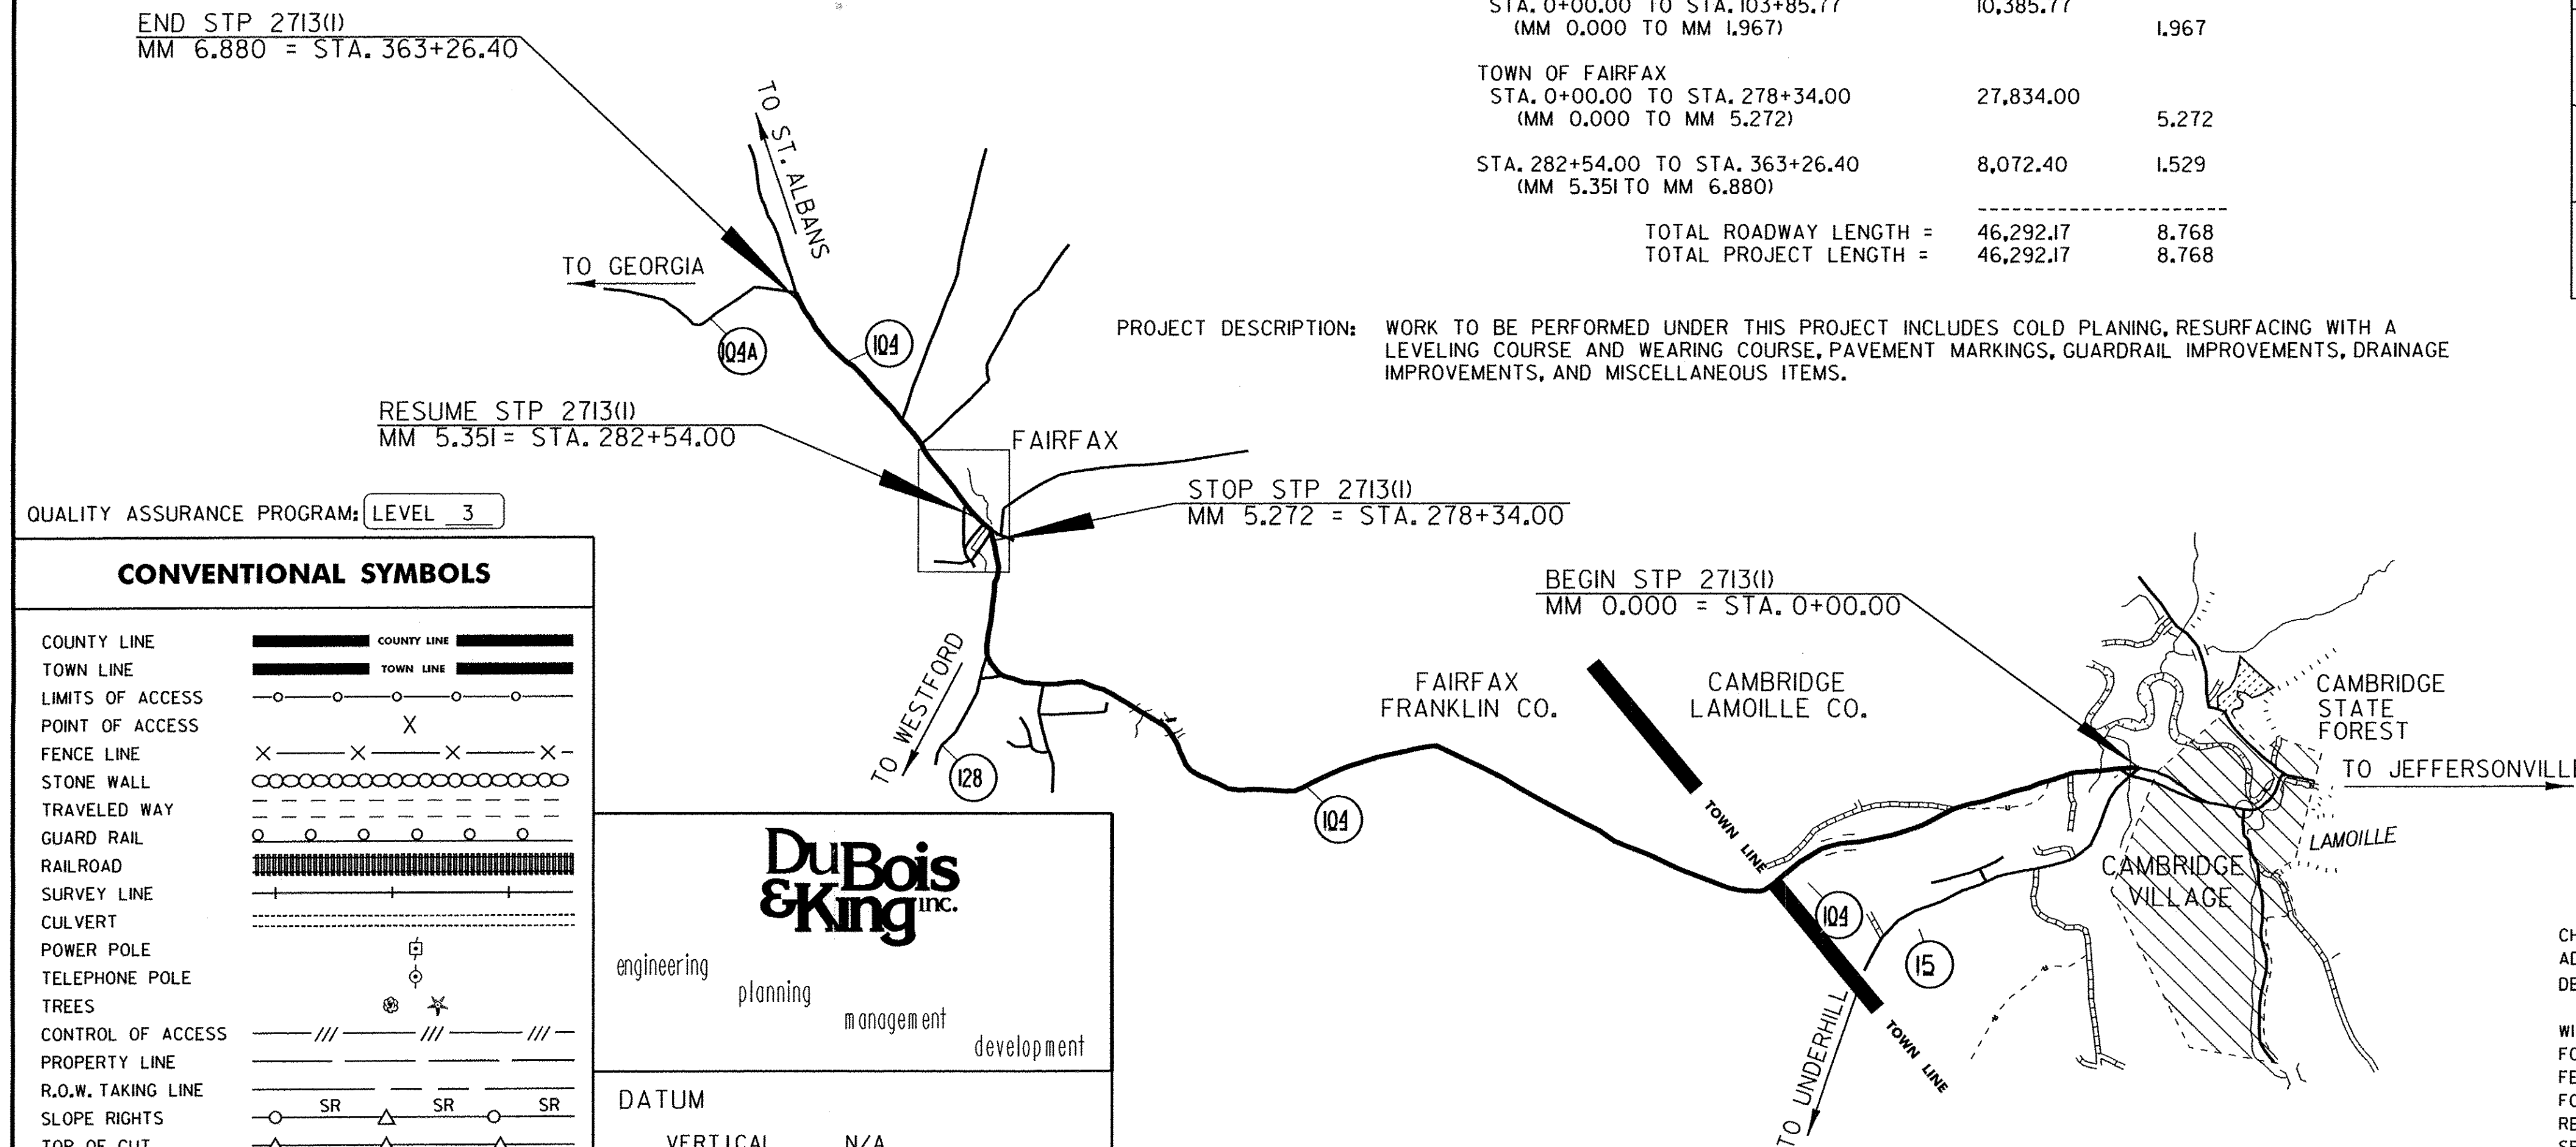 END STP 2713(1)
MM 6.880 = STA. 363+26.40
TO ST. ALBANS
TO GEORGIA
104A
104
RESUME STP 2713(1)
MM 5.351 = STA. 282+54.00
FAIRFAX
STOP STP 2713(1)
MM 5.272 = STA. 278+34.00
STA. 0+00.00 TO STA. 103+85.77 10,385.77
(MM 0.000 TO MM 1.967) 1.967
TOWN OF FAIRFAX
STA. 0+00.00 TO STA. 278+34.00 27,834.00
(MM 0.000 TO MM 5.272) 5.272
STA. 282+54.00 TO STA. 363+26.40 8,072.40 1.529
(MM 5.351 TO MM 6.880)
TOTAL ROADWAY LENGTH = 46,292.17 8.768
TOTAL PROJECT LENGTH = 46,292.17 8.768
PROJECT DESCRIPTION: WORK TO BE PERFORMED UNDER THIS PROJECT INCLUDES COLD PLANING, RESURFACING WITH A
LEVELING COURSE AND WEARING COURSE, PAVEMENT MARKINGS, GUARDRAIL IMPROVEMENTS, DRAINAGE
IMPROVEMENTS, AND MISCELLANEOUS ITEMS.
QUALITY ASSURANCE PROGRAM: LEVEL 3
CONVENTIONAL SYMBOLS
COUNTY LINE COUNTY LINE
TOWN LINE TOWN LINE
LIMITS OF ACCESS
POINT OF ACCESS
FENCE LINE
STONE WALL
TRAVELED WAY
GUARD RAIL
RAILROAD
SURVEY LINE
CULVERT
POWER POLE
TELEPHONE POLE
TREES
CONTROL OF ACCESS
PROPERTY LINE
R.O.W. TAKING LINE
SR SR SR
SLOPE RIGHTS
TOP OF CUT
DuBois
&King inc.
engineering
planning
management
development
DATUM
VERTICAL N/A
TO WESTFORD
128
104
BEGIN STP 2713(1)
MM 0.000 = STA. 0+00.00
FAIRFAX
FRANKLIN CO.
CAMBRIDGE
LAMOILLE CO.
TOWN LINE
104
15
TO UNDERHILL
TOWN LINE
CAMBRIDGE
STATE
FOREST
TO JEFFERSONVILLE
LAMOILLE
CAMBRIDGE
VILLAGE